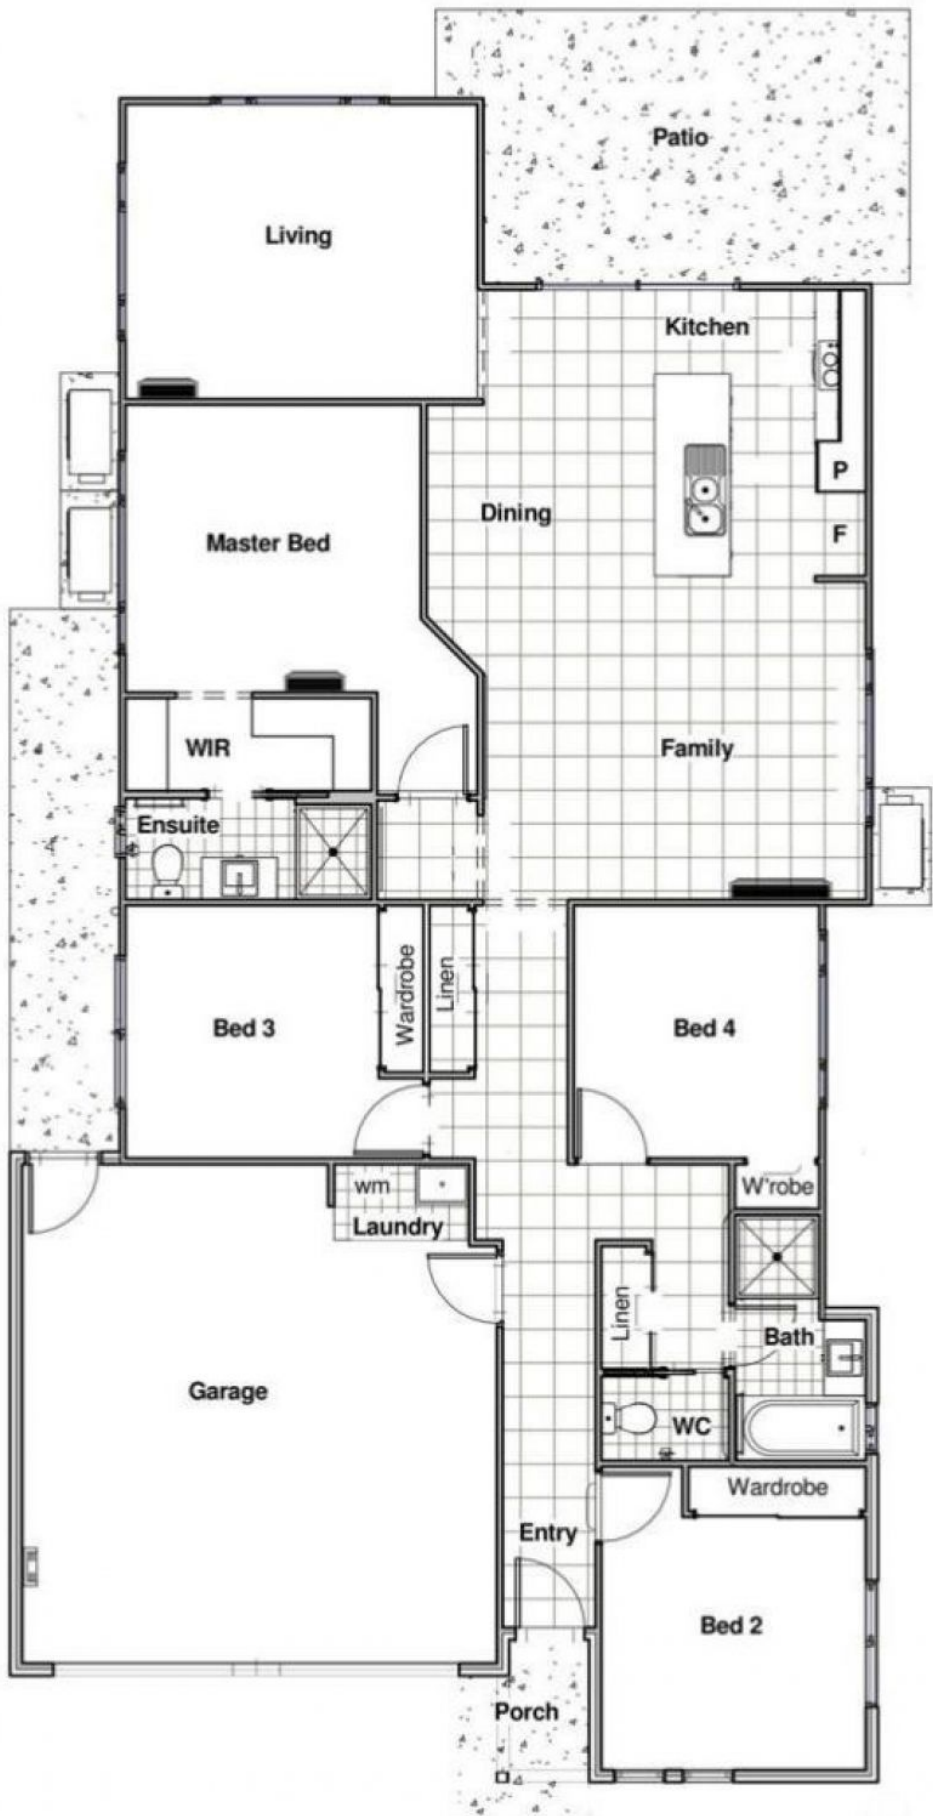 Patio
Living
Kitchen
P
Dining
F
Master Bed
WIR
Family
Ensuite
Wardrobe
Linen
Bed 3
Bed 4
wm
W'robe
Laundry
Linen
Bath
Garage
WC
Wardrobe
Entry
Bed 2
Porch